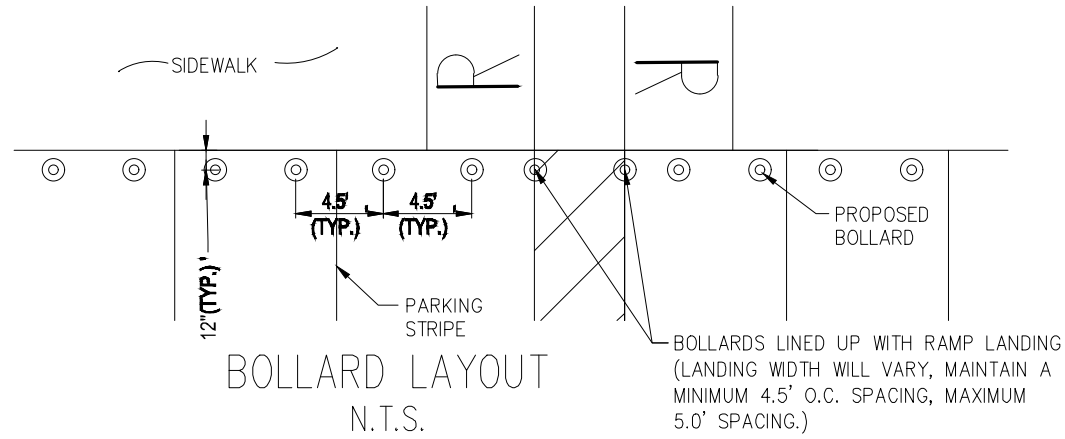 SIDEWALK
R
R
4.5'
(TYP.)
4.5'
(TYP.)
12"(TYP.)'
PROPOSED
BOLLARD
PARKING
STRIPE
BOLLARDS LINED UP WITH RAMP LANDING
(LANDING WIDTH WILL VARY, MAINTAIN A
MINIMUM 4.5' O.C. SPACING, MAXIMUM
5.0' SPACING.)
BOLLARD LAYOUT
N.T.S.